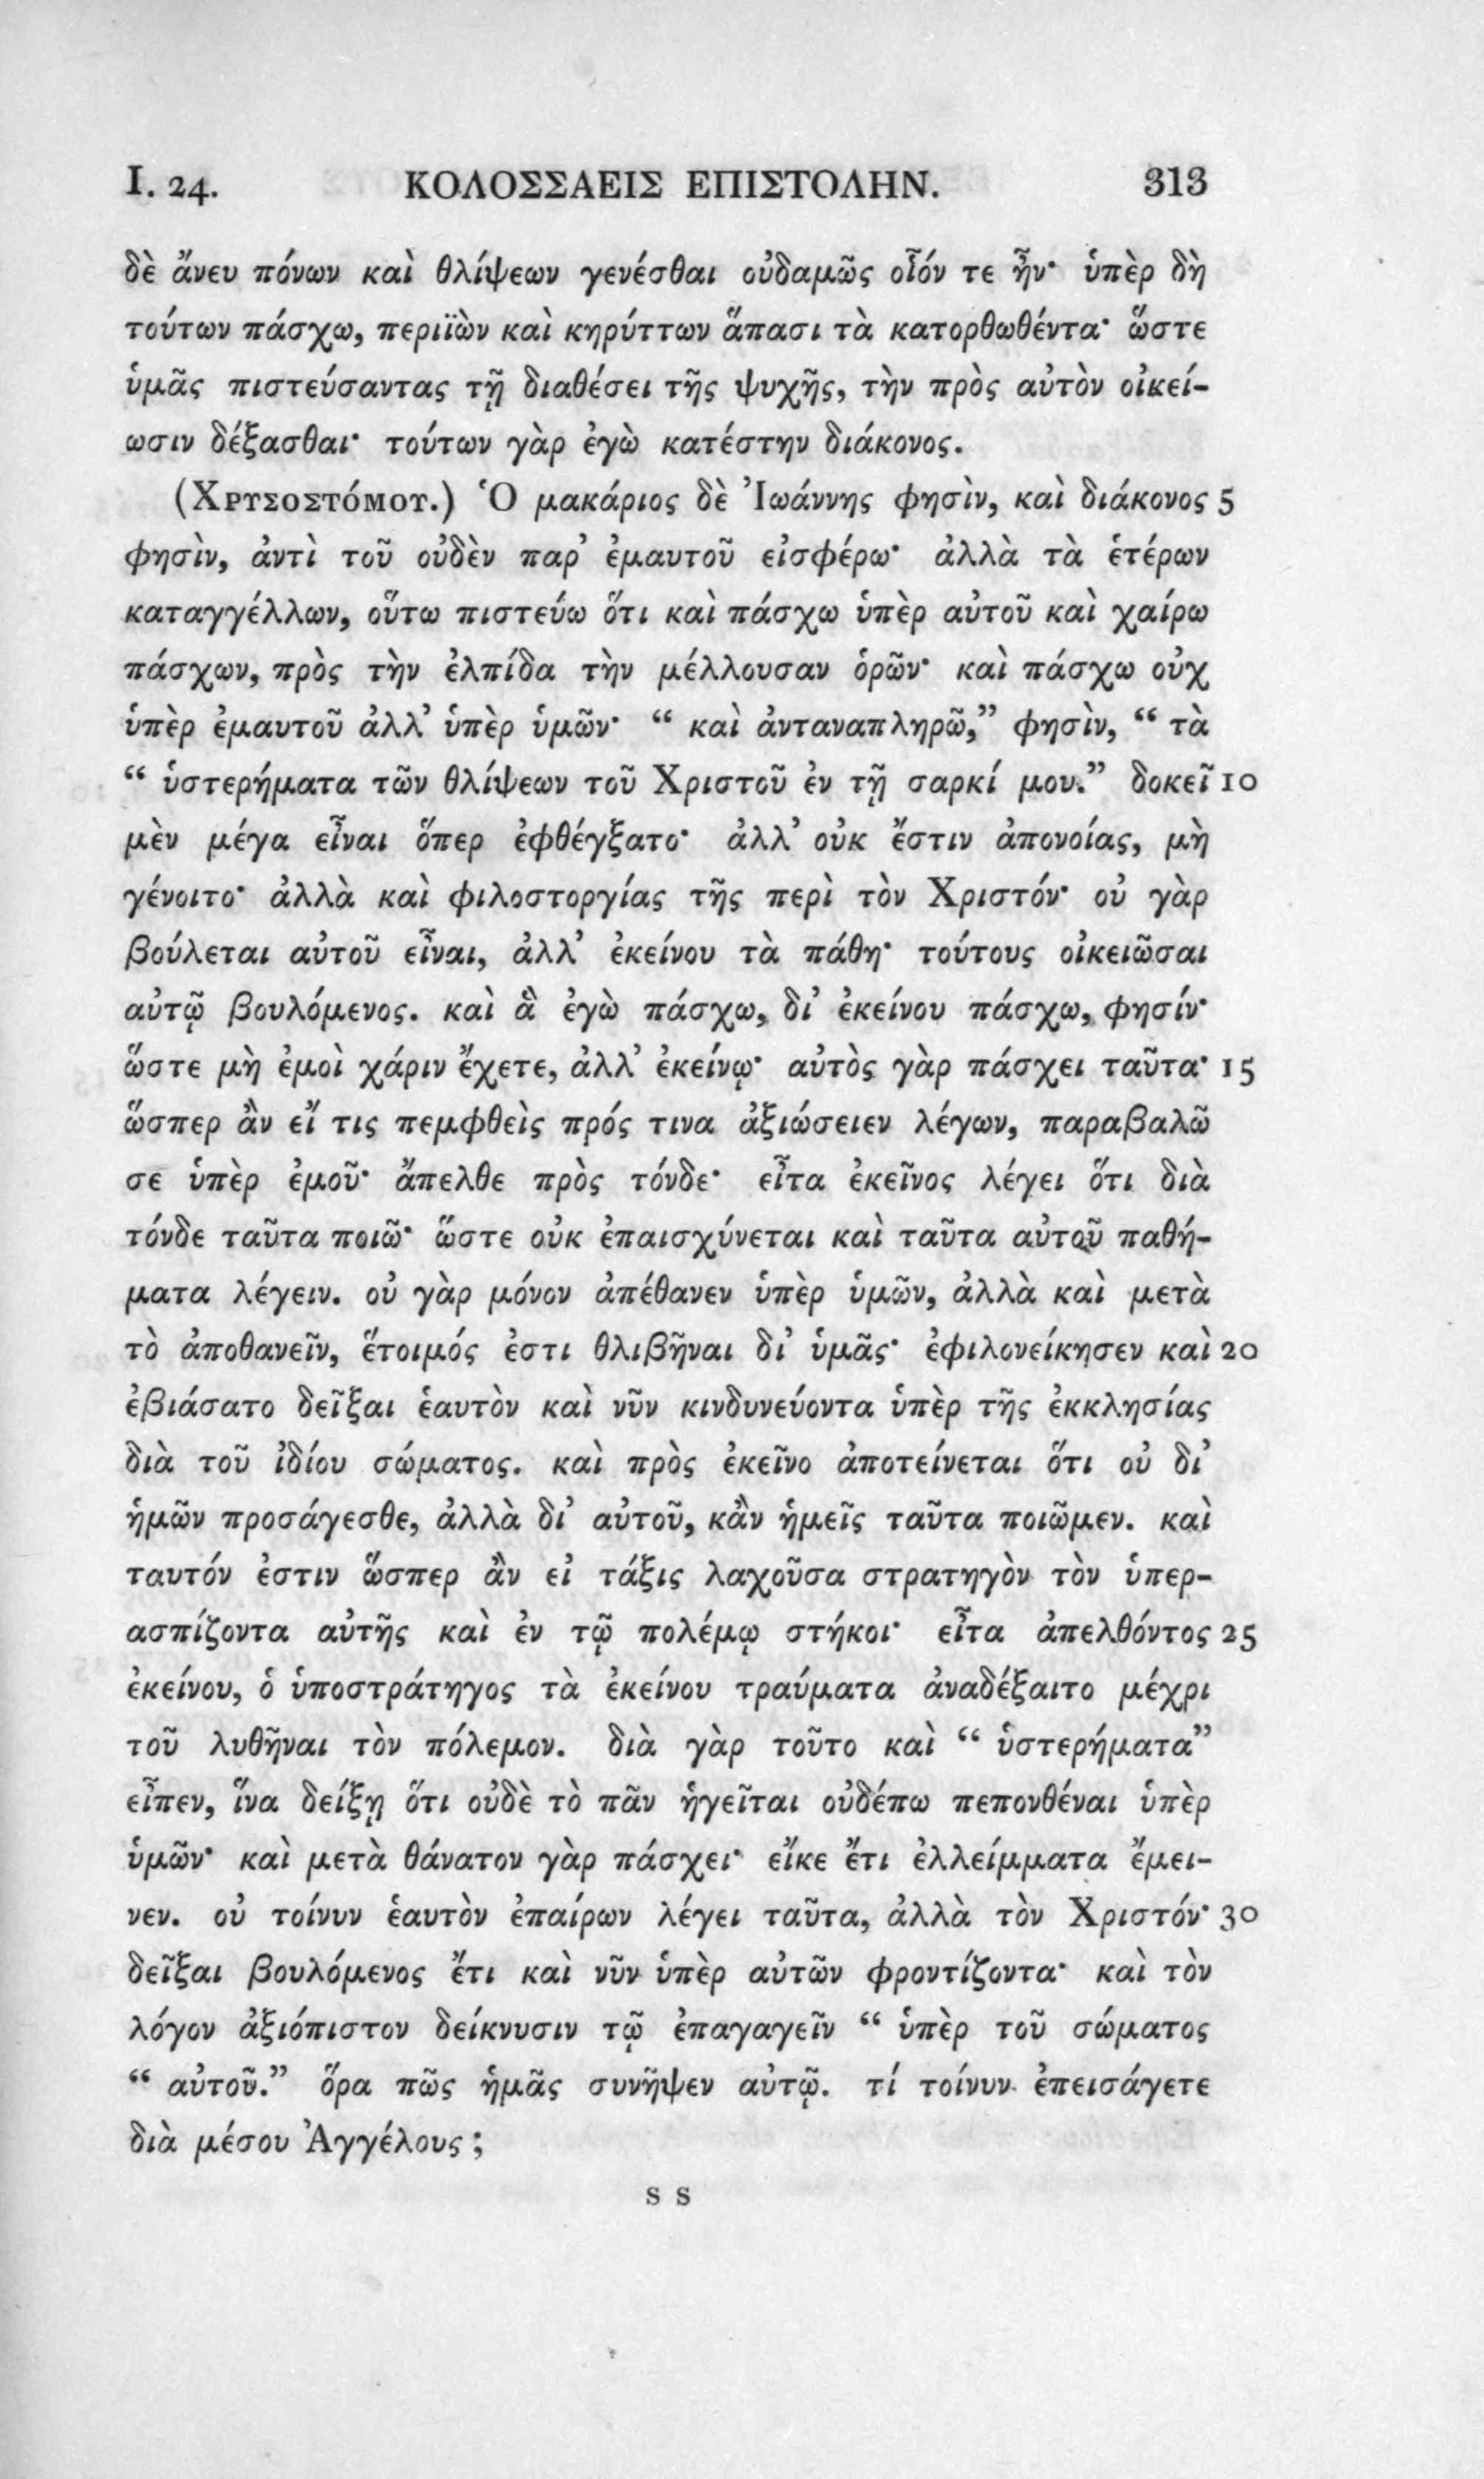 I. 24. ΚΟΛΟΣΣΑΕΙΣ ΕΠΙΣΤΟΛΗΝ. 313
δὲ ἄνευ πόνων καὶ θλίψεων γενέσθαι οὐδαμῶς οἷόν τε ἦν· ὑπὲρ δὴ
τούτων πάσχω, περιϊὼν καὶ κηρύττων ἅπασι τὰ κατορθωθέντα· ὥστε
ὑμᾶς πιστεύσαντας τῇ διαθέσει τῆς ψυχῆς, τὴν πρὸς αὐτὸν οἰκεί-
ωσιν δέξασθαι· τούτων γὰρ ἐγὼ κατέστην διάκονος.
(Χρυσοστόμου.) Ὁ μακάριος δὲ Ἰωάννης φησὶν, καὶ διάκονος 5
φησὶν, ἀντὶ τοῦ οὐδὲν παρ’ ἐμαυτοῦ εἰσφέρω· ἀλλὰ τὰ ἑτέρων
καταγγέλλων, οὕτω πιστεύω ὅτι καὶ πάσχω ὑπὲρ αὐτοῦ καὶ χαίρω
πάσχων, πρὸς τὴν ἐλπίδα τὴν μέλλουσαν ὁρῶν· καὶ πάσχω οὐχ
ὑπὲρ ἐμαυτοῦ ἀλλ’ ὑπὲρ ὑμῶν· “ καὶ ἀνταναπληρῶ,” φησὶν, “ τὰ
“ ὑστερήματα τῶν θλίψεων τοῦ Χριστοῦ ἐν τῇ σαρκί μου.” δοκεῖ 10
μὲν μέγα εἶναι ὅπερ ἐφθέγξατο· ἀλλ’ οὐκ ἔστιν ἀπονοίας, μὴ
γένοιτο· ἀλλὰ καὶ φιλοστοργίας τῆς περὶ τὸν Χριστόν· οὐ γὰρ
βούλεται αὐτοῦ εἶναι, ἀλλ’ ἐκείνου τὰ πάθη· τούτους οἰκειῶσαι
αὐτῷ βουλόμενος. καὶ ἃ ἐγὼ πάσχω, δι’ ἐκείνου πάσχω, φησίν·
ὥστε μὴ ἐμοὶ χάριν ἔχετε, ἀλλ’ ἐκείνῳ· αὐτὸς γὰρ πάσχει ταῦτα· 15
ὥσπερ ἂν εἴ τις πεμφθεὶς πρός τινα ἀξιώσειεν λέγων, παραβαλῶ
σε ὑπὲρ ἐμοῦ· ἄπελθε πρὸς τόνδε· εἶτα ἐκεῖνος λέγει ὅτι διὰ
τόνδε ταῦτα ποιῶ· ὥστε οὐκ ἐπαισχύνεται καὶ ταῦτα αὐτοῦ παθή-
ματα λέγειν. οὐ γὰρ μόνον ἀπέθανεν ὑπὲρ ὑμῶν, ἀλλὰ καὶ μετὰ
τὸ ἀποθανεῖν, ἕτοιμός ἐστι θλιβῆναι δι’ ὑμᾶς· ἐφιλονείκησεν καὶ 20
ἐβιάσατο δεῖξαι ἑαυτὸν καὶ νῦν κινδυνεύοντα ὑπὲρ τῆς ἐκκλησίας
διὰ τοῦ ἰδίου σώματος. καὶ πρὸς ἐκεῖνο ἀποτείνεται ὅτι οὐ δι’
ἡμῶν προσάγεσθε, ἀλλὰ δι’ αὐτοῦ, κἂν ἡμεῖς ταῦτα ποιῶμεν. καὶ
ταυτόν ἐστιν ὥσπερ ἂν εἰ τάξις λαχοῦσα στρατηγὸν τὸν ὑπερ-
ασπίζοντα αὐτῆς καὶ ἐν τῷ πολέμῳ στήκοι· εἶτα ἀπελθόντος 25
ἐκείνου, ὁ ὑποστράτηγος τὰ ἐκείνου τραύματα ἀναδέξαιτο μέχρι
τοῦ λυθῆναι τὸν πόλεμον. διὰ γὰρ τοῦτο καὶ “ ὑστερήματα”
εἶπεν, ἵνα δείξῃ ὅτι οὐδὲ τὸ πᾶν ἡγεῖται οὐδέπω πεπονθέναι ὑπὲρ
ὑμῶν· καὶ μετὰ θάνατον γὰρ πάσχει· εἴκε ἔτι ἐλλείμματα ἔμει-
νεν. οὐ τοίνυν ἑαυτὸν ἐπαίρων λέγει ταῦτα, ἀλλὰ τὸν Χριστόν· 30
δεῖξαι βουλόμενος ἔτι καὶ νῦν ὑπὲρ αὐτῶν φροντίζοντα· καὶ τὸν
λόγον ἀξιόπιστον δείκνυσιν τῷ ἐπαγαγεῖν “ ὑπὲρ τοῦ σώματος
“ αὐτοῦ.” ὅρα πῶς ἡμᾶς συνῆψεν αὐτῷ. τί τοίνυν ἐπεισάγετε
διὰ μέσου Ἀγγέλους ;
s s